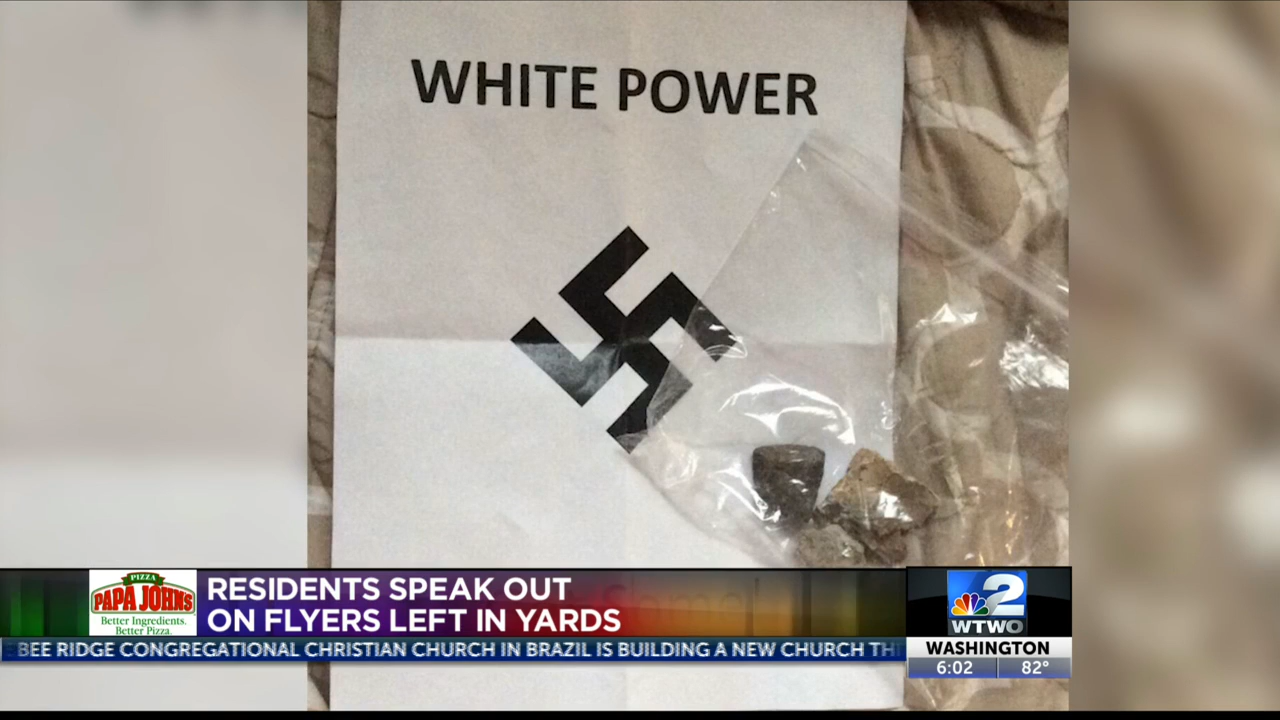 WHITE POWER
PIZZA
PAPA JOHNS
Better Ingredients.
Better Pizza.
RESIDENTS SPEAK OUT
ON FLYERS LEFT IN YARDS
2
WTWO
BEE RIDGE CONGREGATIONAL CHRISTIAN CHURCH IN BRAZIL IS BUILDING A NEW CHURCH
WASHINGTON
6:02 82°